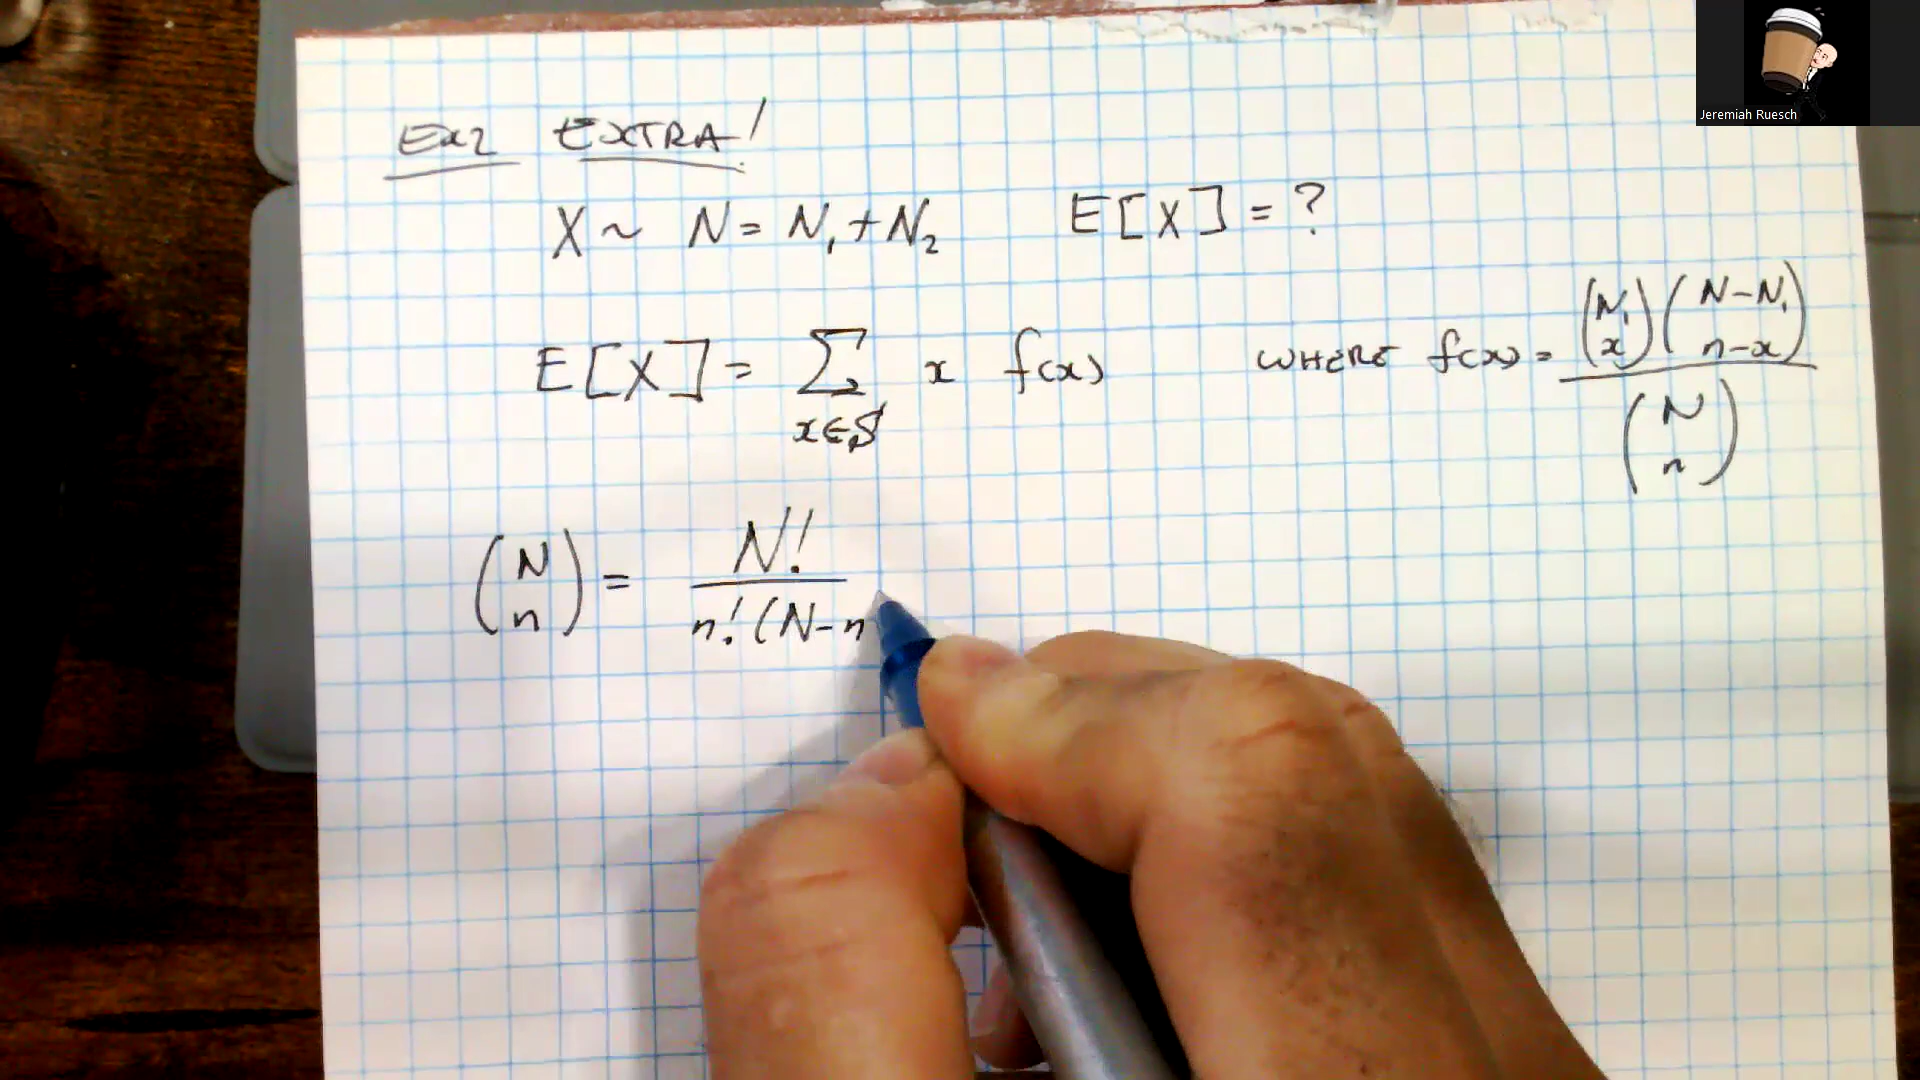 Jeremiah Ruesch
Ex2 EXTRA!
X ~ N = N₁ + N₂ E[X] = ?
E[X] = Σ x f(x) WHERE f(x) = (N₁ x)(N-N₁ n-x) / (N n)
x∈S
(N n) = N! / n!(N-n